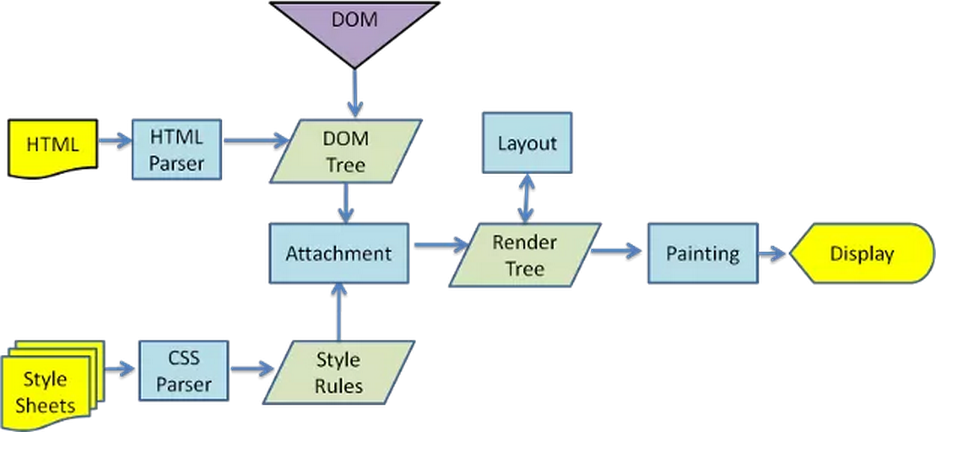 DOM
HTML
HTML
Parser
DOM
Tree
Layout
Attachment
Render
Tree
Painting
Display
Style
Sheets
CSS
Parser
Style
Rules